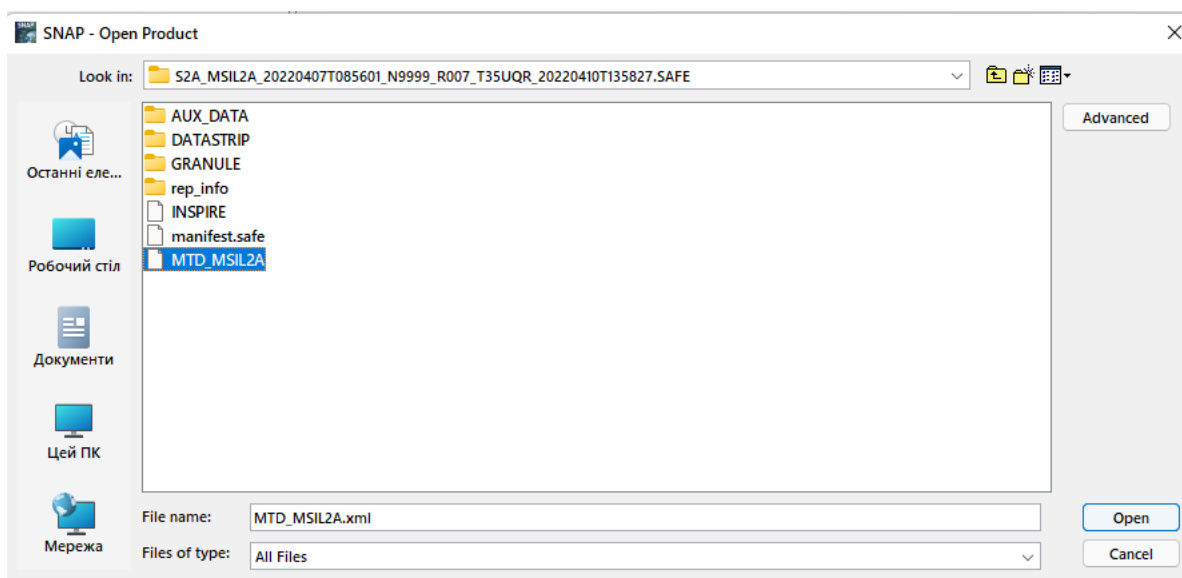 SNAP - Open Product
Look in: S2A_MSIL2A_20220407T085601_N9999_R007_T35UQR_20220410T135827.SAFE
Advanced
Останні еле...
Робочий стіл
Документи
Цей ПК
Мережа
AUX_DATA
DATASTRIP
GRANULE
rep_info
INSPIRE
manifest.safe
MTD_MSIL2A
File name: MTD_MSIL2A.xml
Open
Files of type: All Files
Cancel